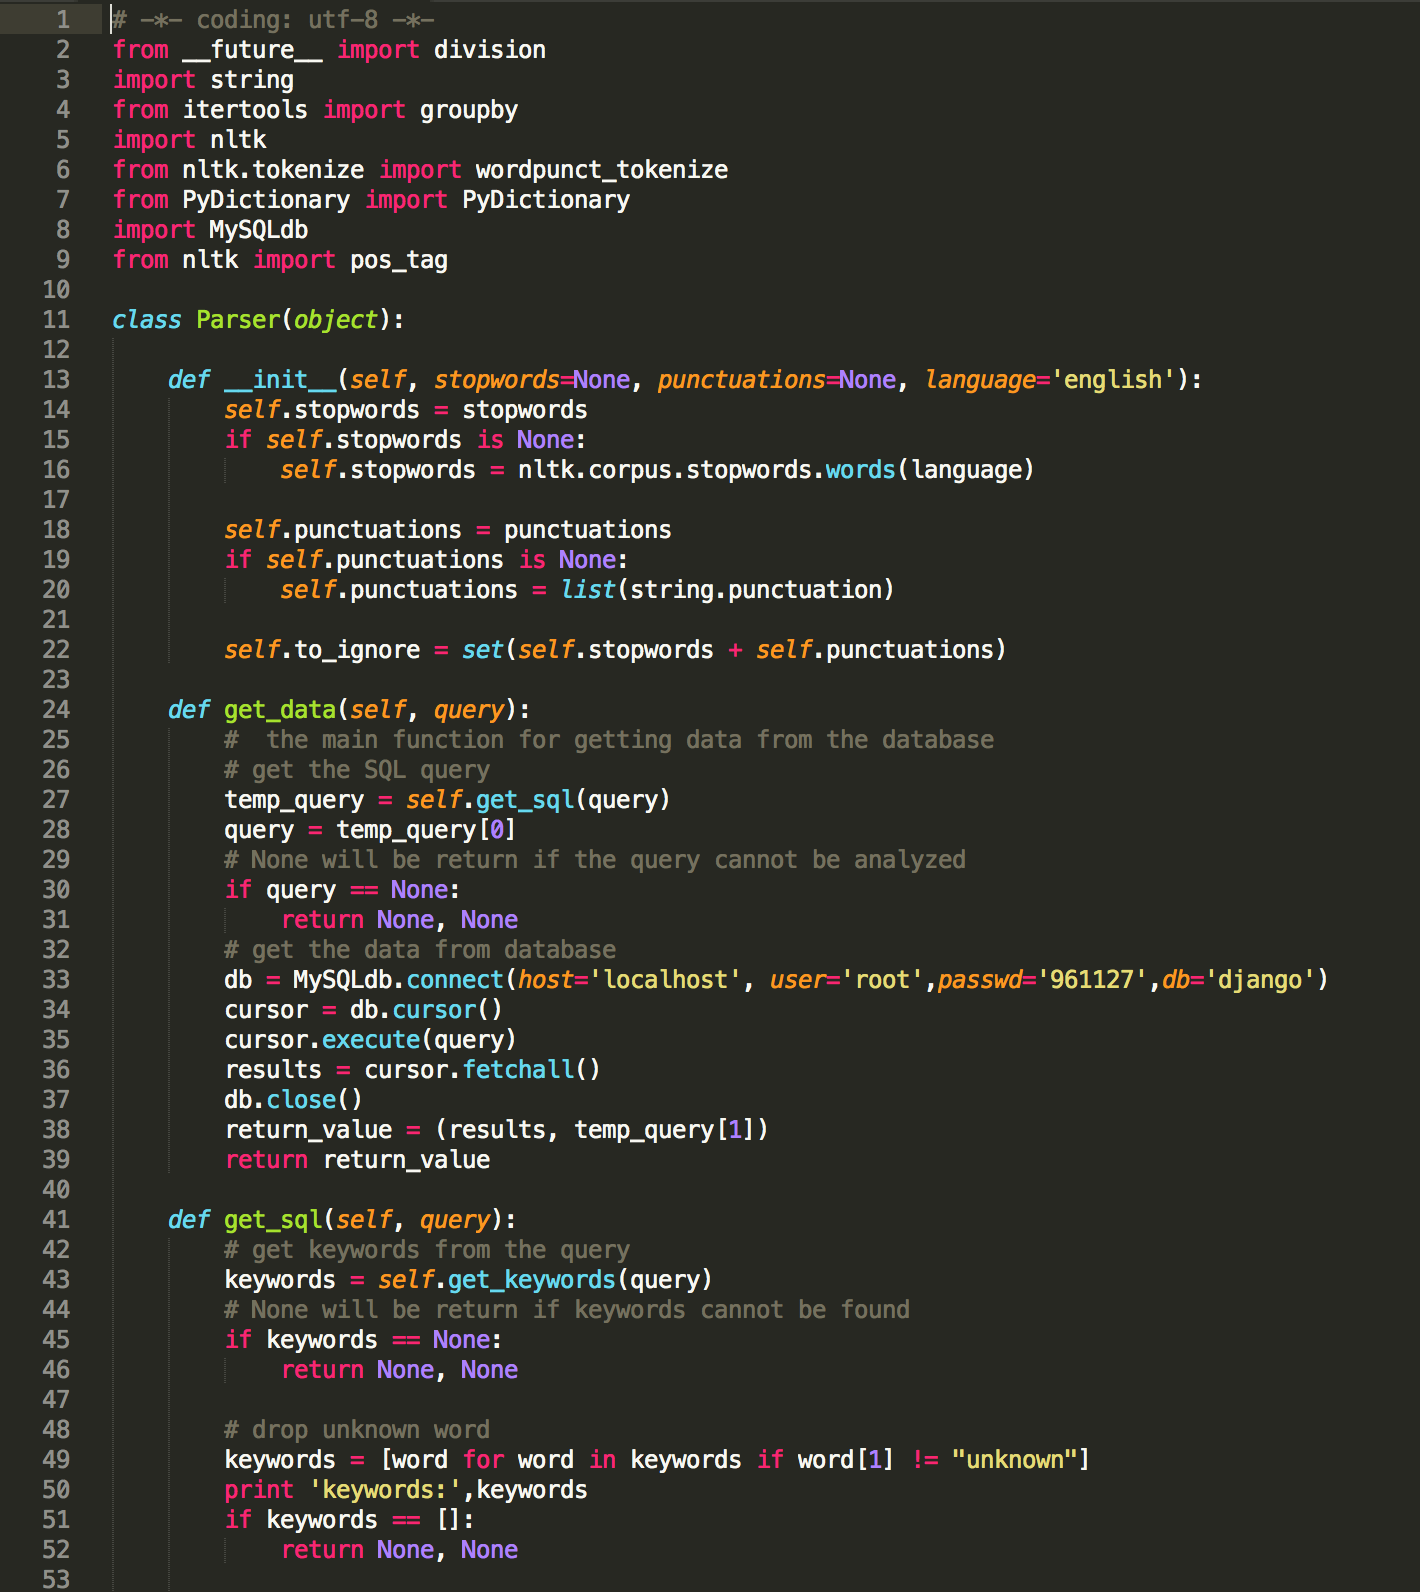 1 # -*- coding: utf-8 -*-
2 from __future__ import division
3 import string
4 from itertools import groupby
5 import nltk
6 from nltk.tokenize import wordpunct_tokenize
7 from PyDictionary import PyDictionary
8 import MySQLdb
9 from nltk import pos_tag
10
11 class Parser(object):
12
13     def __init__(self, stopwords=None, punctuations=None, language='english'):
14         self.stopwords = stopwords
15         if self.stopwords is None:
16             self.stopwords = nltk.corpus.stopwords.words(language)
17
18         self.punctuations = punctuations
19         if self.punctuations is None:
20             self.punctuations = list(string.punctuation)
21
22         self.to_ignore = set(self.stopwords + self.punctuations)
23
24     def get_data(self, query):
25         #  the main function for getting data from the database
26         # get the SQL query
27         temp_query = self.get_sql(query)
28         query = temp_query[0]
29         # None will be return if the query cannot be analyzed
30         if query == None:
31             return None, None
32         # get the data from database
33         db = MySQLdb.connect(host='localhost', user='root',passwd='961127',db='django')
34         cursor = db.cursor()
35         cursor.execute(query)
36         results = cursor.fetchall()
37         db.close()
38         return_value = (results, temp_query[1])
39         return return_value
40
41     def get_sql(self, query):
42         # get keywords from the query
43         keywords = self.get_keywords(query)
44         # None will be return if keywords cannot be found
45         if keywords == None:
46             return None, None
47
48         # drop unknown word
49         keywords = [word for word in keywords if word[1] != "unknown"]
50         print 'keywords:',keywords
51         if keywords == []:
52             return None, None
53